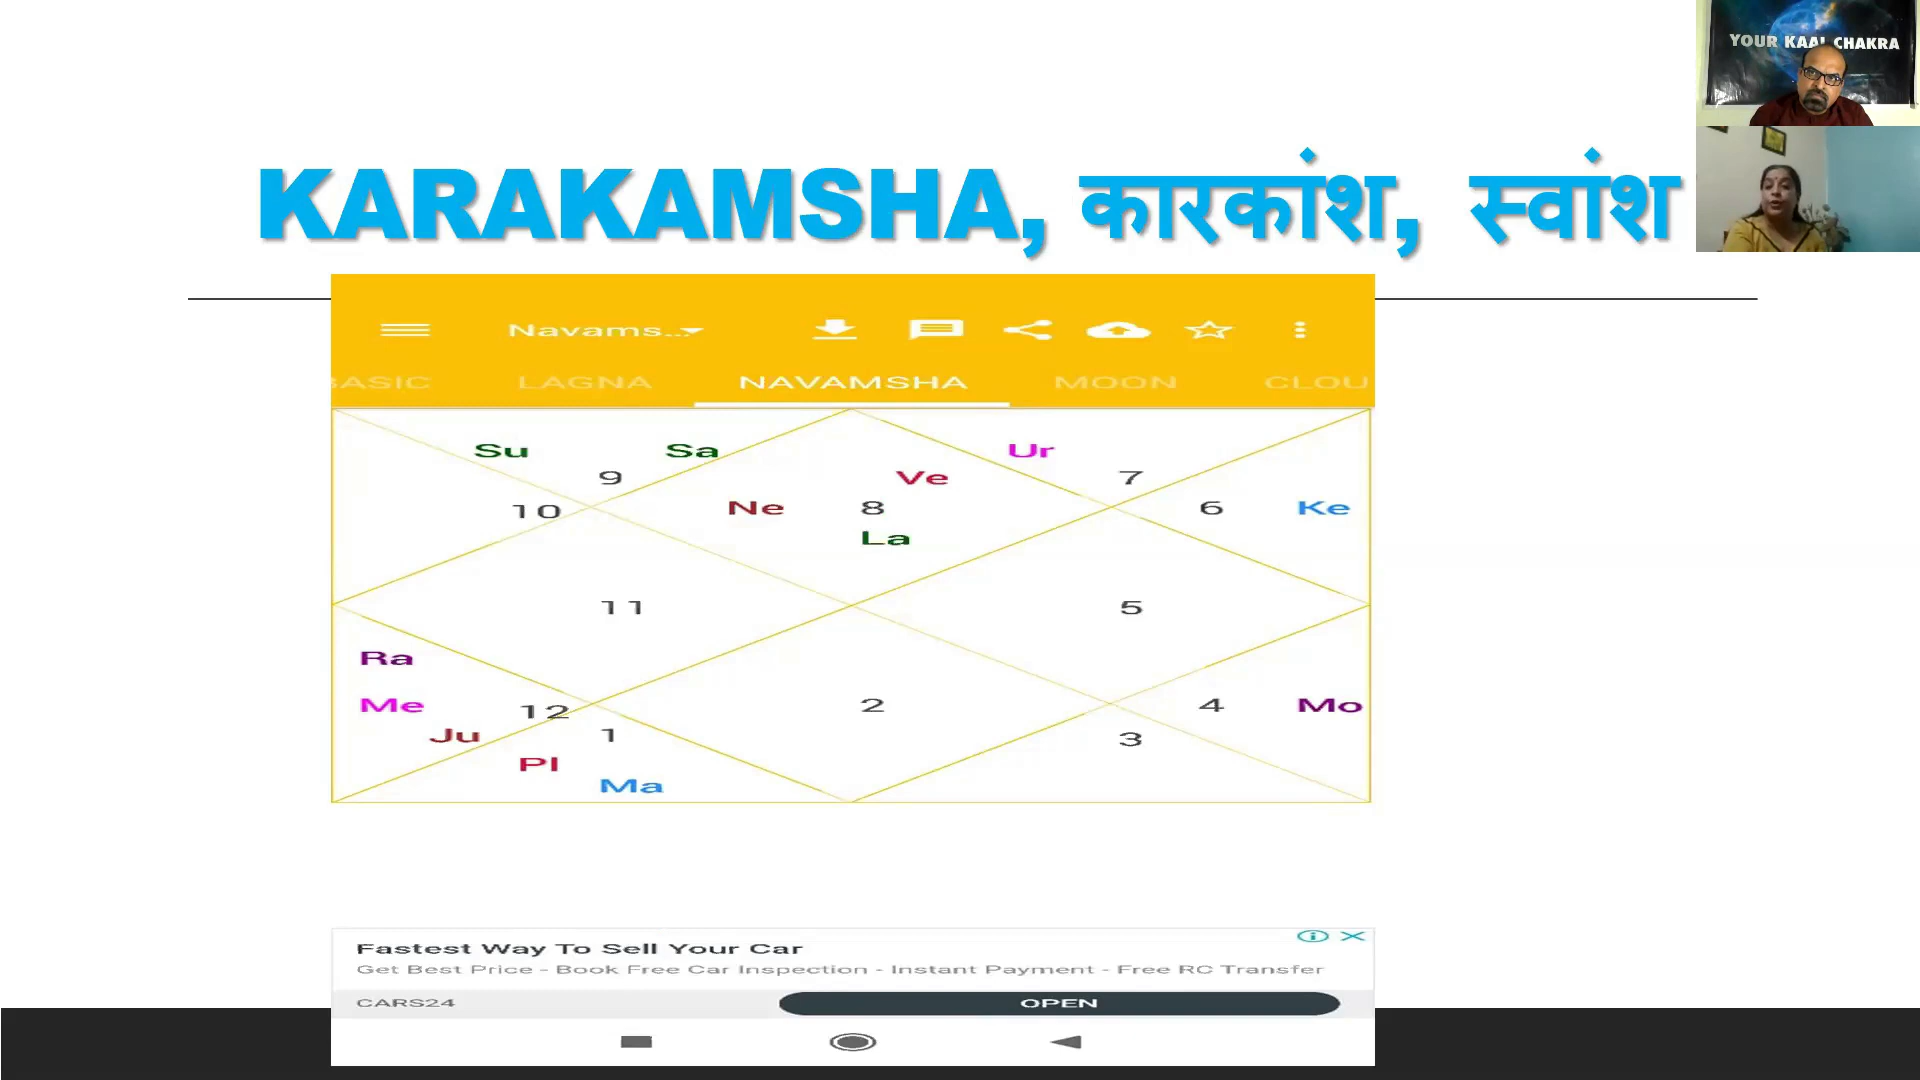 YOUR KAAL CHAKRA
KARAKAMSHA, कारकांश, स्वांश
Navams...
BASIC LAGNA NAVAMSHA MOON CLOU
Su Sa Ur
9 Ve 7
10 Ne 8 6 Ke
La
11 5
Ra
Me 12 2 4 Mo
Ju 1 3
Pl
Ma
Fastest Way To Sell Your Car
Get Best Price - Book Free Car Inspection - Instant Payment - Free RC Transfer
CARS24 OPEN